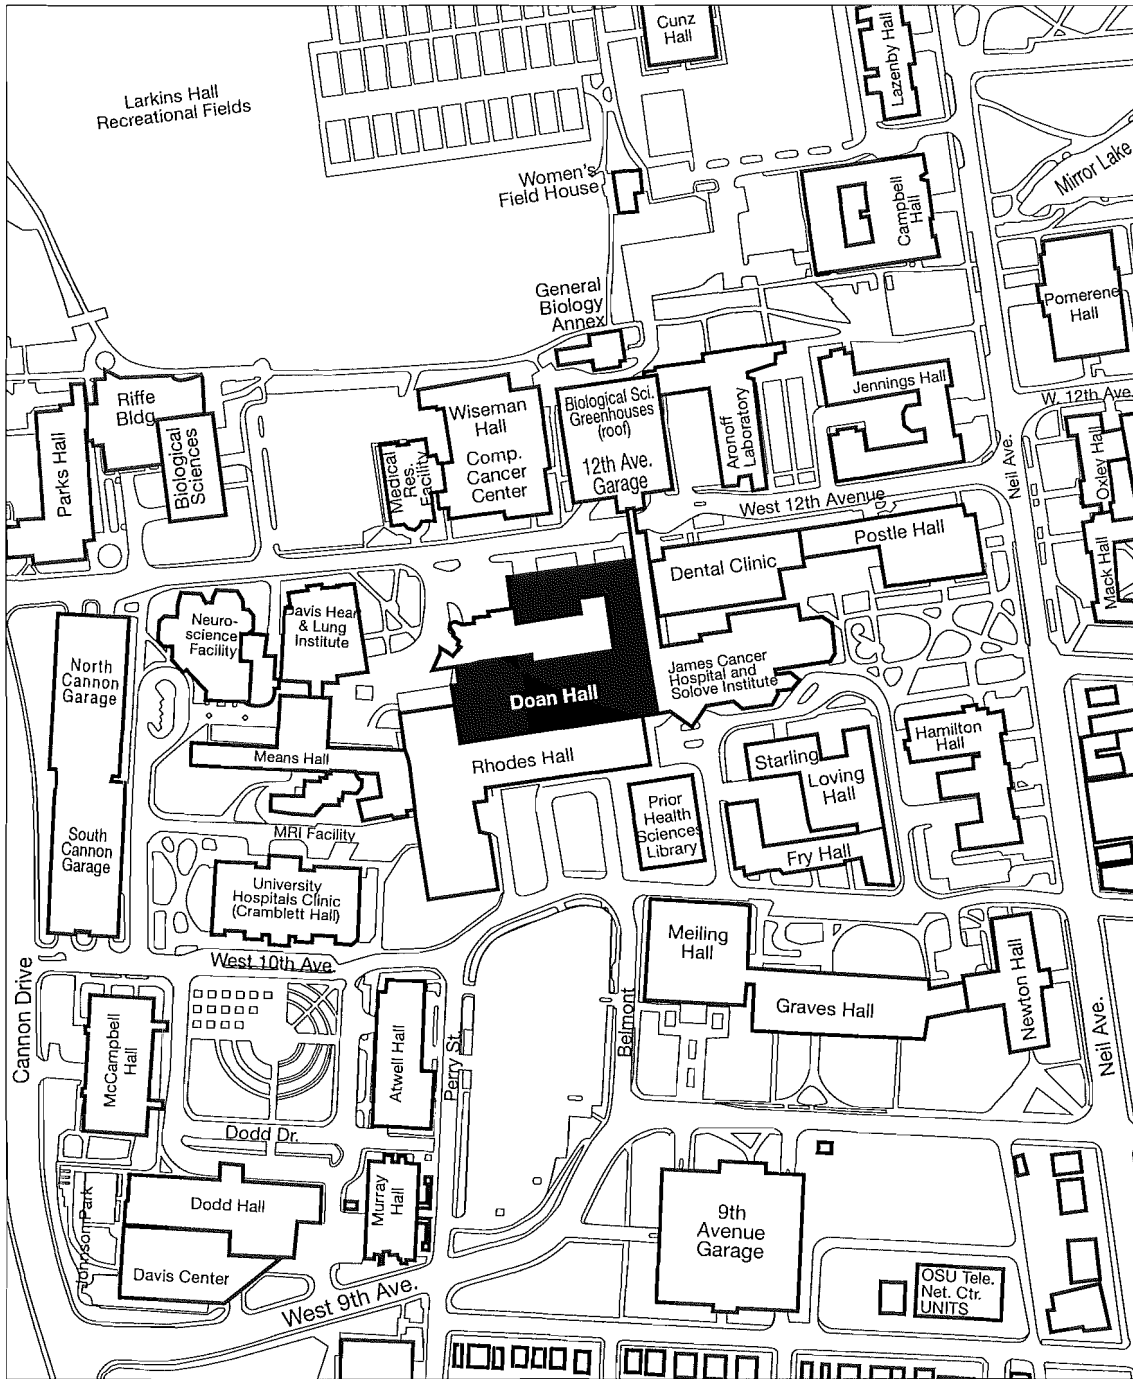 Cunz
Hall
Lazenby Hall
Larkins Hall
Recreational Fields
Women's
Field House
Mirror Lake
Campbell
Hall
General
Biology
Annex
Pomerene
Hall
Riffe
Bldg.
Parks Hall
Biological
Sciences
Wiseman
Hall
Comp.
Cancer
Center
Medical
Res.
Facility
Biological Sci.
Greenhouses
(roof)
12th Ave.
Garage
Aronoff
Laboratory
Jennings Hall
W. 12th Ave.
Neil Ave.
Oxley Hall
Mack Hall
West 12th Avenue
Postle Hall
Dental Clinic
Neuro-
science
Facility
Davis Heart
& Lung
Institute
North
Cannon
Garage
James Cancer
Hospital and
Solove Institute
Doan Hall
Rhodes Hall
Means Hall
MRI Facility
Starling
Loving
Hall
Hamilton
Hall
Prior
Health
Sciences
Library
Fry Hall
South
Cannon
Garage
University
Hospitals Clinic
(Cramblett Hall)
West 10th Ave.
Meiling
Hall
Graves Hall
Newton Hall
Cannon Drive
McCampbell
Hall
Atwell Hall
Perry St.
Belmont
Neil Ave.
Dodd Dr.
Johnson Park
Dodd Hall
Davis Center
Murray
Hall
9th
Avenue
Garage
West 9th Ave.
OSU Tele.
Net. Ctr.
UNITS